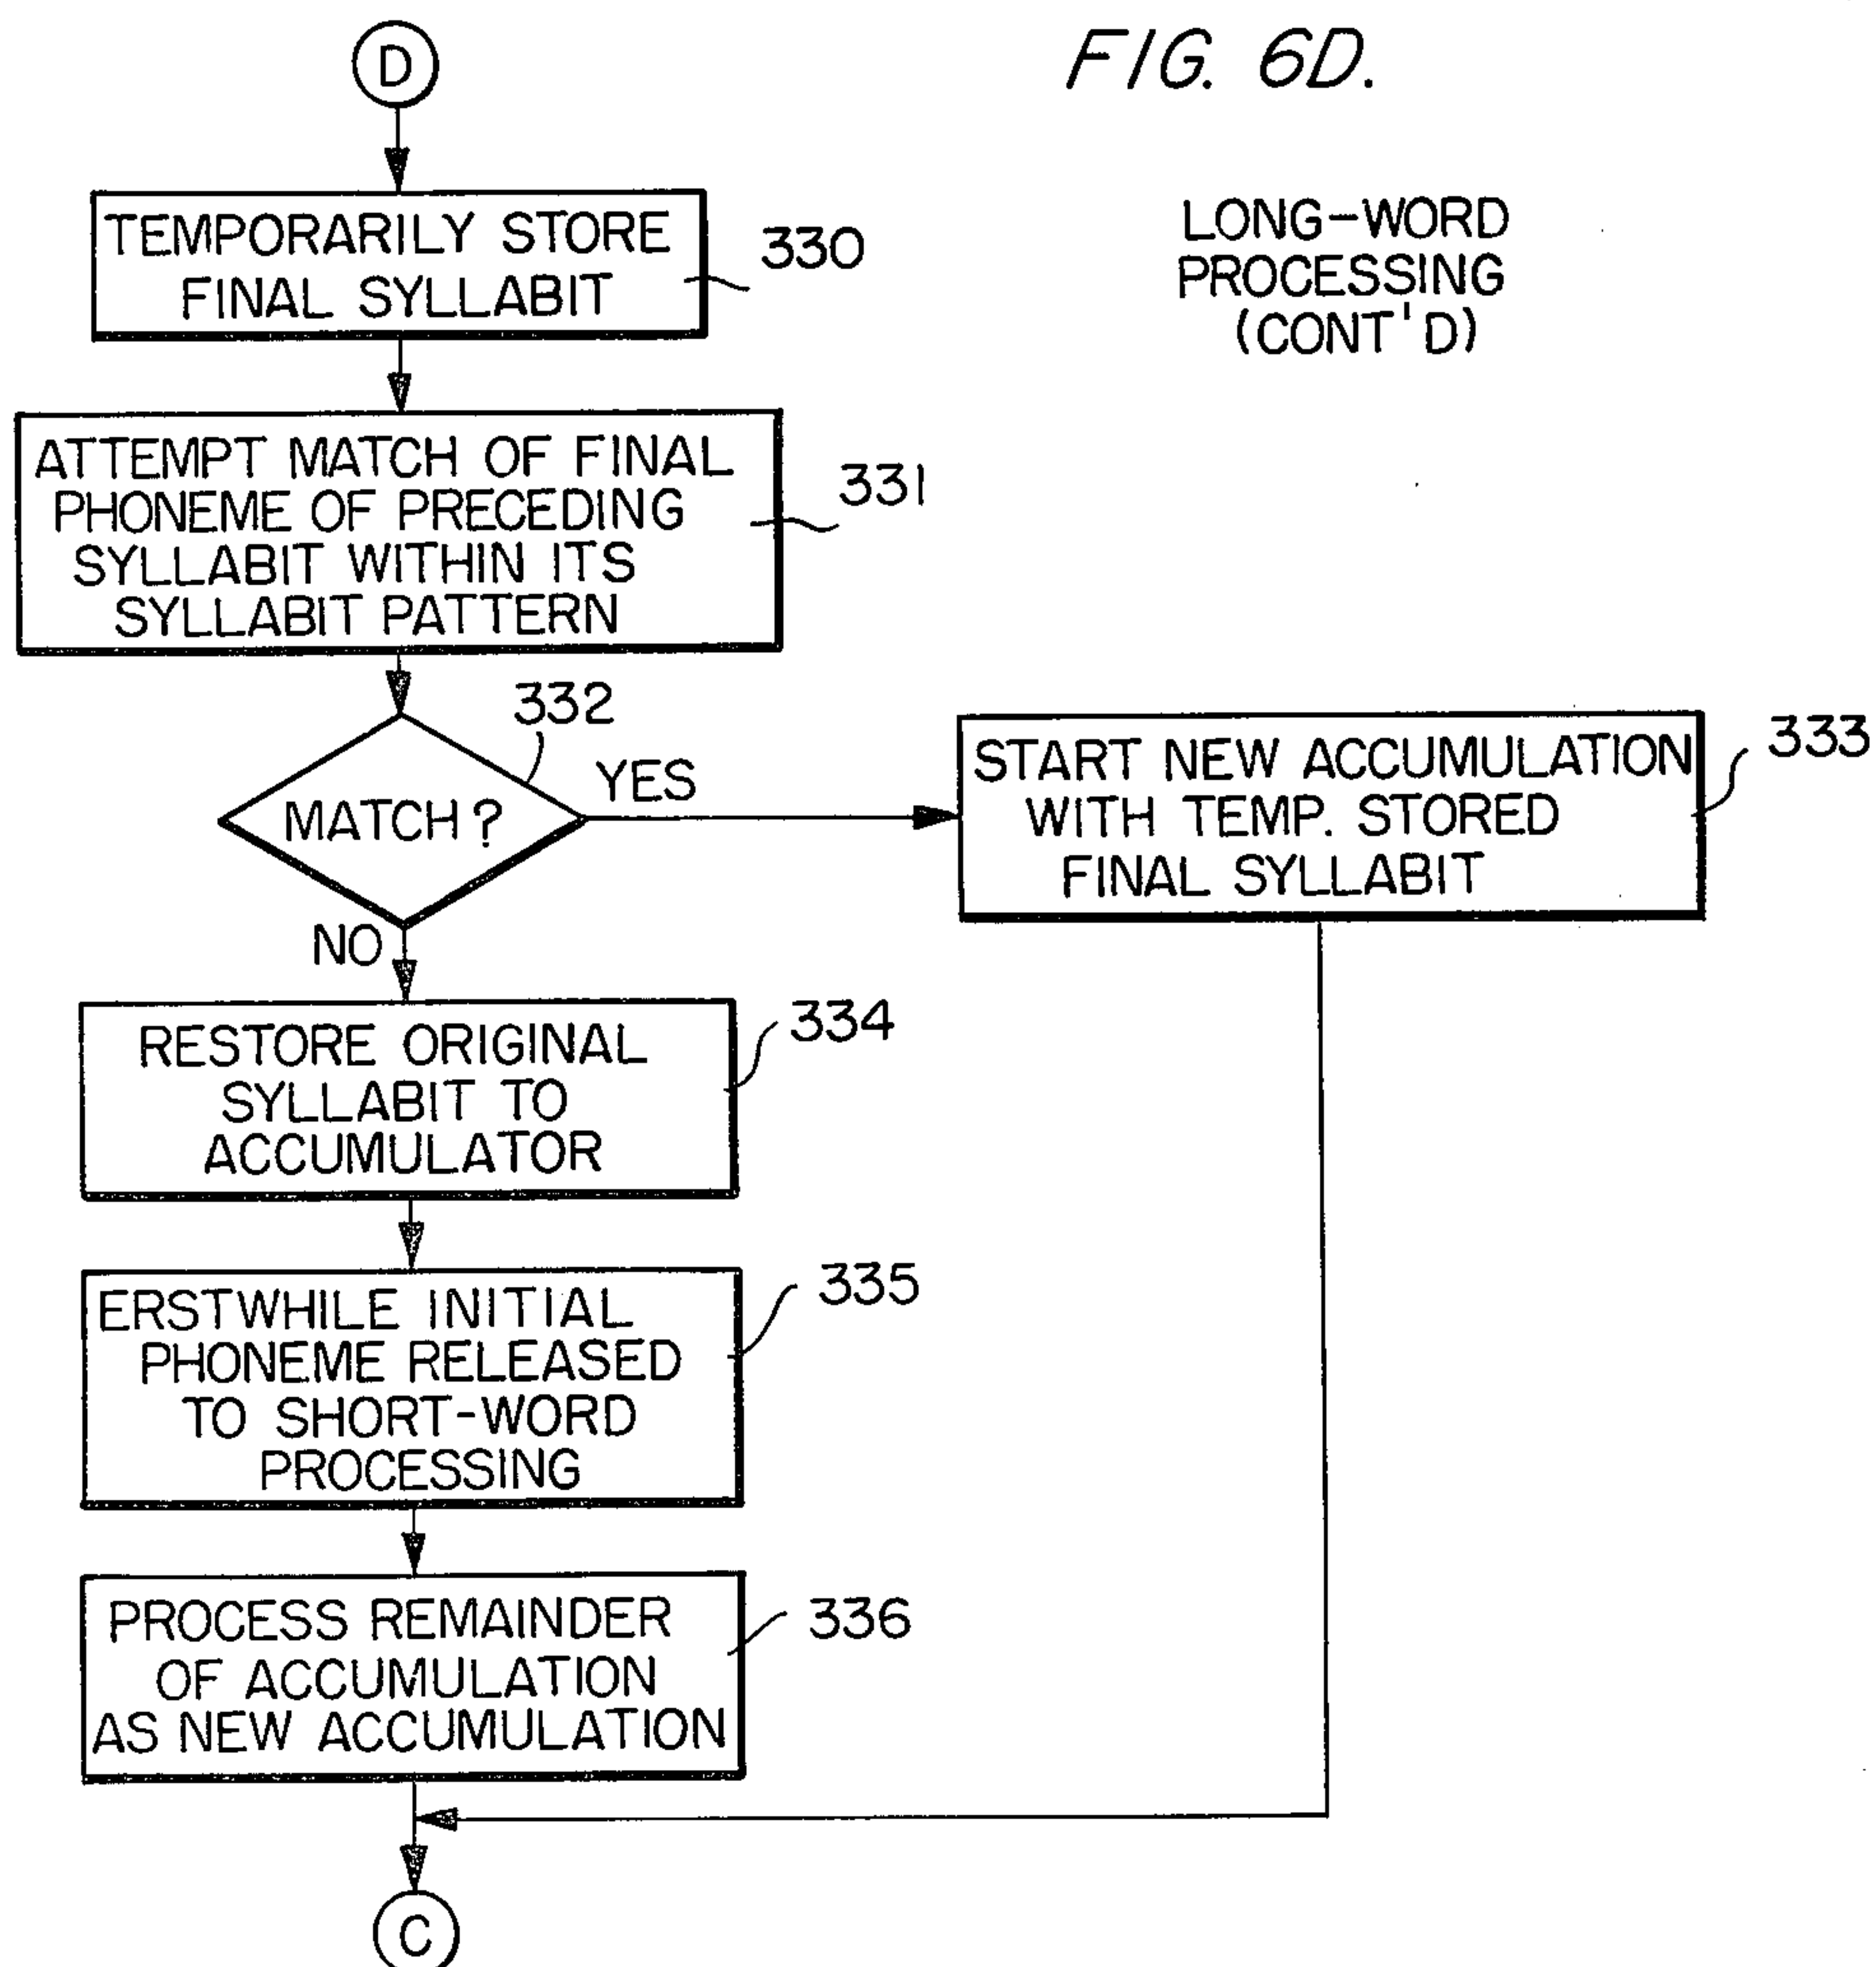 D
FIG. 6D.
LONG-WORD
PROCESSING
(CONT'D)
TEMPORARILY STORE
FINAL SYLLABIT
330
ATTEMPT MATCH OF FINAL
PHONEME OF PRECEDING
SYLLABIT WITHIN ITS
SYLLABIT PATTERN
331
332
MATCH?
YES
START NEW ACCUMULATION
WITH TEMP. STORED
FINAL SYLLABIT
333
NO
RESTORE ORIGINAL
SYLLABIT TO
ACCUMULATOR
334
ERSTWHILE INITIAL
PHONEME RELEASED
TO SHORT-WORD
PROCESSING
335
PROCESS REMAINDER
OF ACCUMULATION
AS NEW ACCUMULATION
336
C